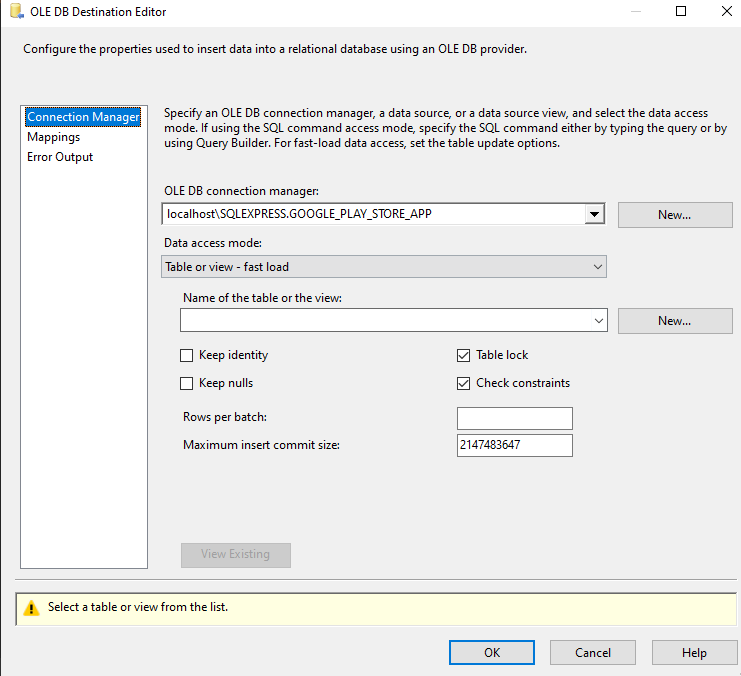 OLE DB Destination Editor
Configure the properties used to insert data into a relational database using an OLE DB provider.
Connection Manager
Mappings
Error Output
Specify an OLE DB connection manager, a data source, or a data source view, and select the data access
mode. If using the SQL command access mode, specify the SQL command either by typing the query or by
using Query Builder. For fast-load data access, set the table update options.
OLE DB connection manager:
localhost\SQLEXPRESS.GOOGLE_PLAY_STORE_APP
New...
Data access mode:
Table or view - fast load
Name of the table or the view:
New...
Keep identity
Table lock
Keep nulls
Check constraints
Rows per batch:
Maximum insert commit size:
2147483647
View Existing
Select a table or view from the list.
OK
Cancel
Help